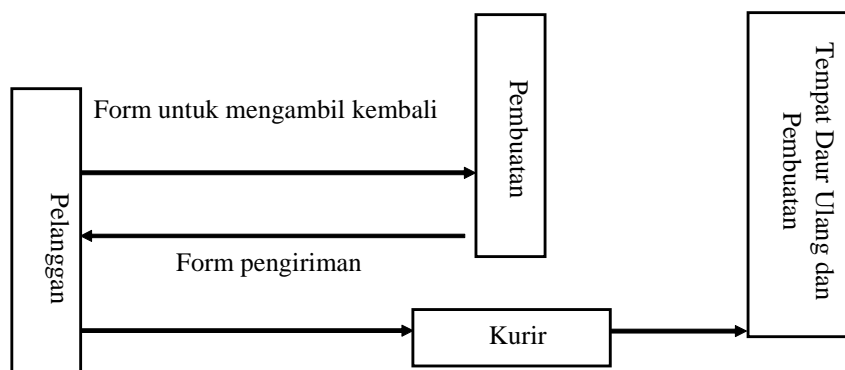 Form untuk mengambil kembali
Pelanggan
Pembuatan
Form pengiriman
Kurir
Tempat Daur Ulang dan
Pembuatan